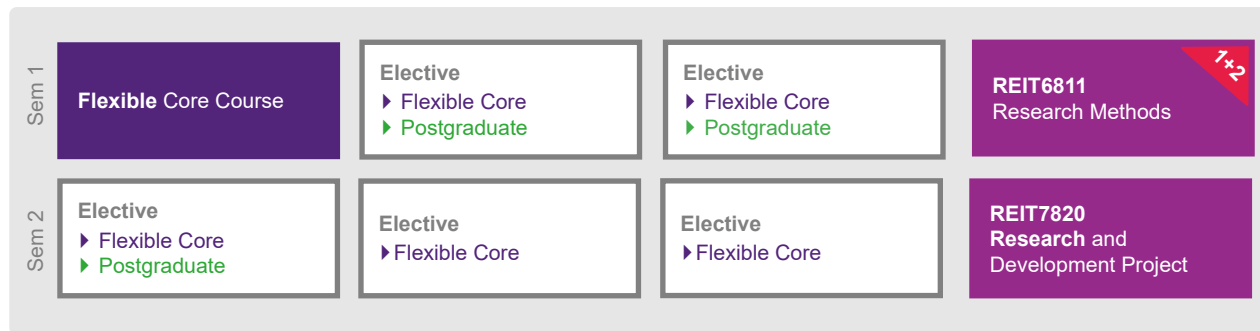 Sem 1
Flexible Core Course
Elective
Flexible Core
Postgraduate
Elective
Flexible Core
Postgraduate
REIT6811
Research Methods
1+2
Sem 2
Elective
Flexible Core
Postgraduate
Elective
Flexible Core
Elective
Flexible Core
REIT7820
Research and
Development Project